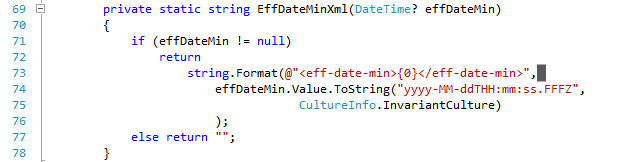 69 private static string EffDateMinXml(DateTime? effDateMin)
70 {
71 if (effDateMin != null)
72 return
73 string.Format(@"<eff-date-min>{0}</eff-date-min>",
74 effDateMin.Value.ToString("yyyy-MM-ddTHH:mm:ss.FFFZ",
75 CultureInfo.InvariantCulture)
76 );
77 else return "";
78 }